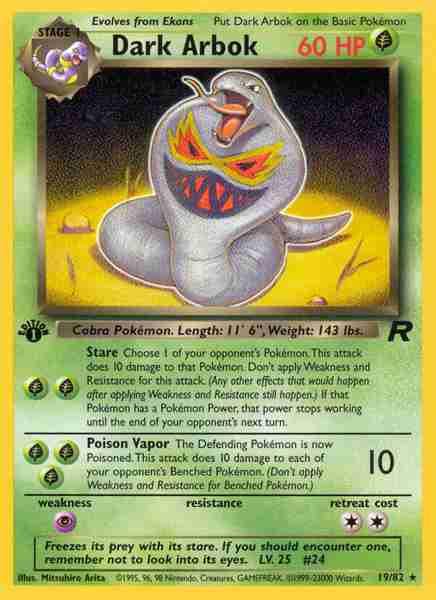 STAGE 1
Evolves from Ekans Put Dark Arbok on the Basic Pokémon
Dark Arbok 60 HP
EDITION
1
Cobra Pokémon. Length: 11' 6", Weight: 143 lbs.
R
Stare Choose 1 of your opponent's Pokémon. This attack
does 10 damage to that Pokémon. Don't apply Weakness and
Resistance for this attack. (Any other effects that would happen
after applying Weakness and Resistance still happen.) If that
Pokémon has a Pokémon Power, that power stops working
until the end of your opponent's next turn.
Poison Vapor The Defending Pokémon is now
Poisoned. This attack does 10 damage to each of
your opponent's Benched Pokémon. (Don't apply
Weakness and Resistance for Benched Pokémon.)
10
weakness resistance retreat cost
Freezes its prey with its stare. If you should encounter one,
remember not to look into its eyes. LV. 25 #24
Illus. Mitsuhiro Arita ©1995, 96, 98 Nintendo, Creatures, GAMEFREAK. ©1999-23000 Wizards. 19/82 ★